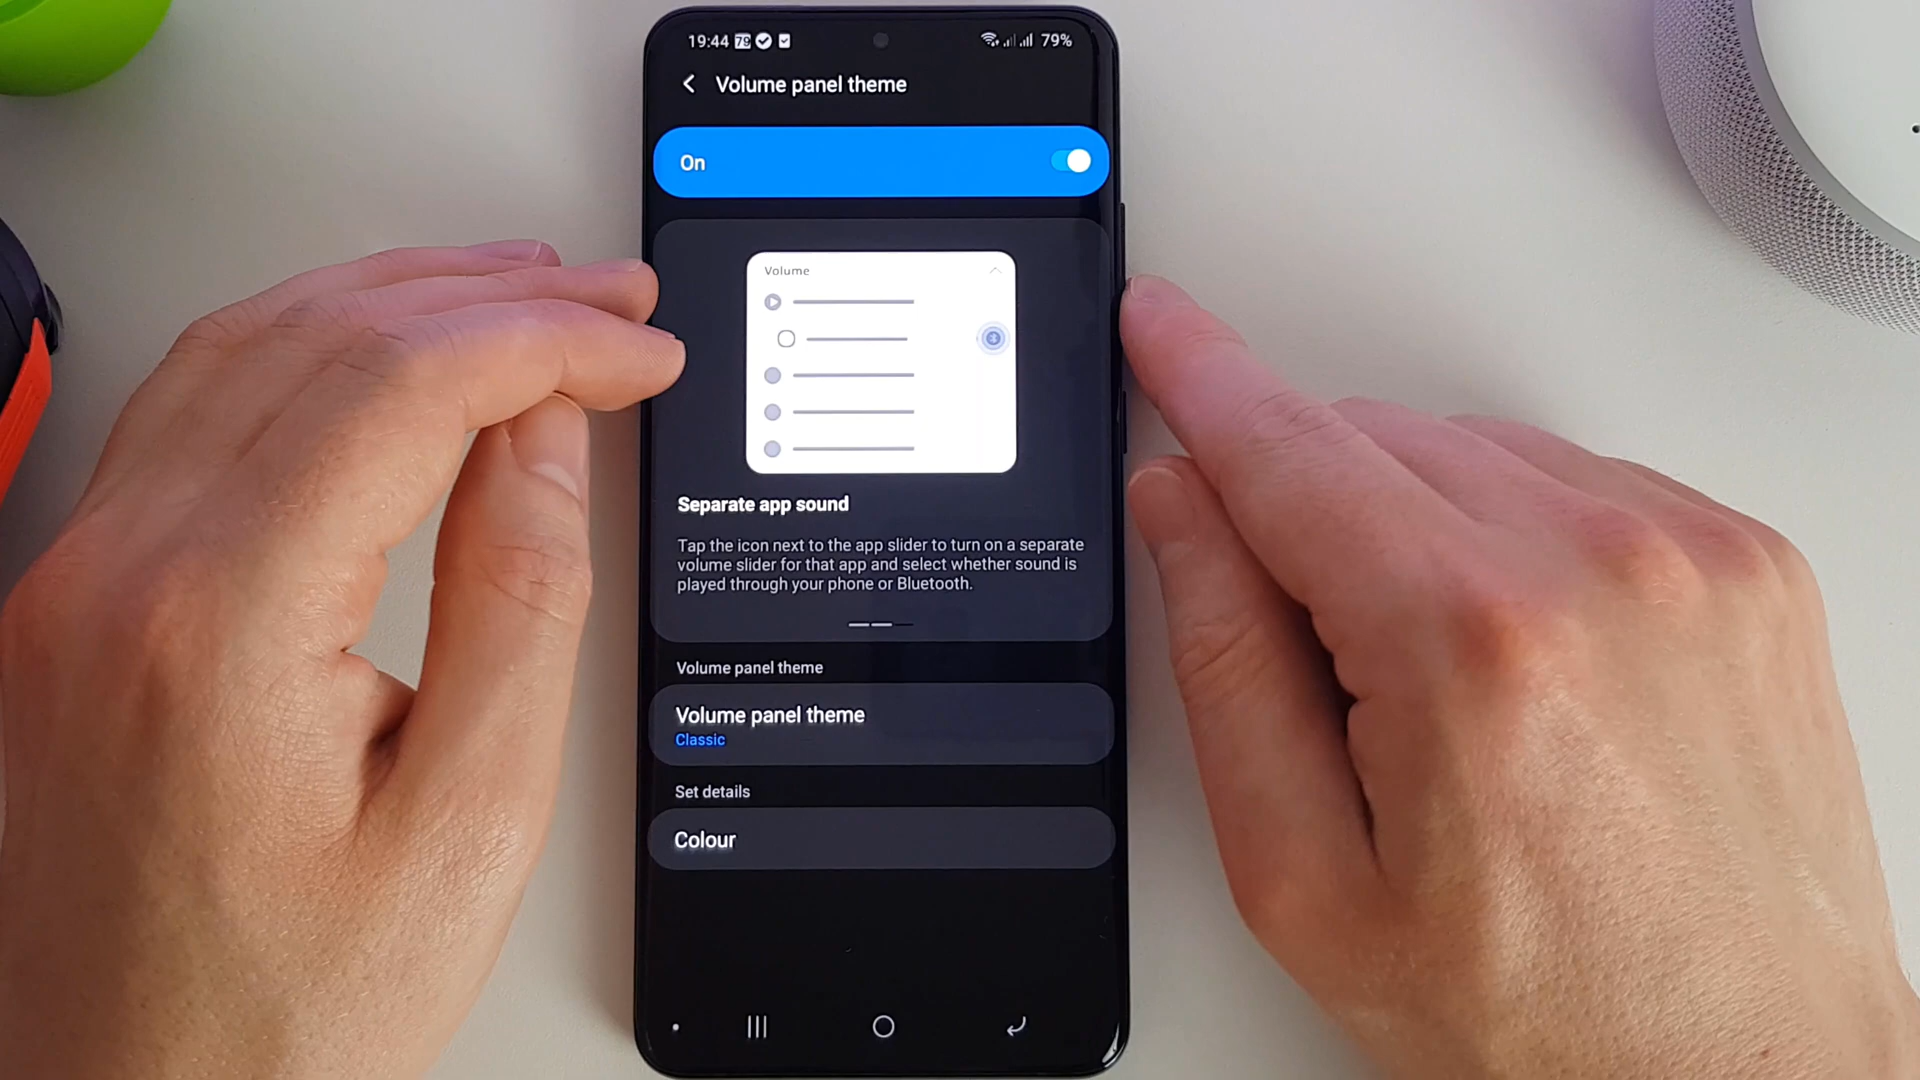 19:44 79 79%
Volume panel theme
On
Volume
Separate app sound
Tap the icon next to the app slider to turn on a separate
volume slider for that app and select whether sound is
played through your phone or Bluetooth.
Volume panel theme
Volume panel theme
Classic
Set details
Colour